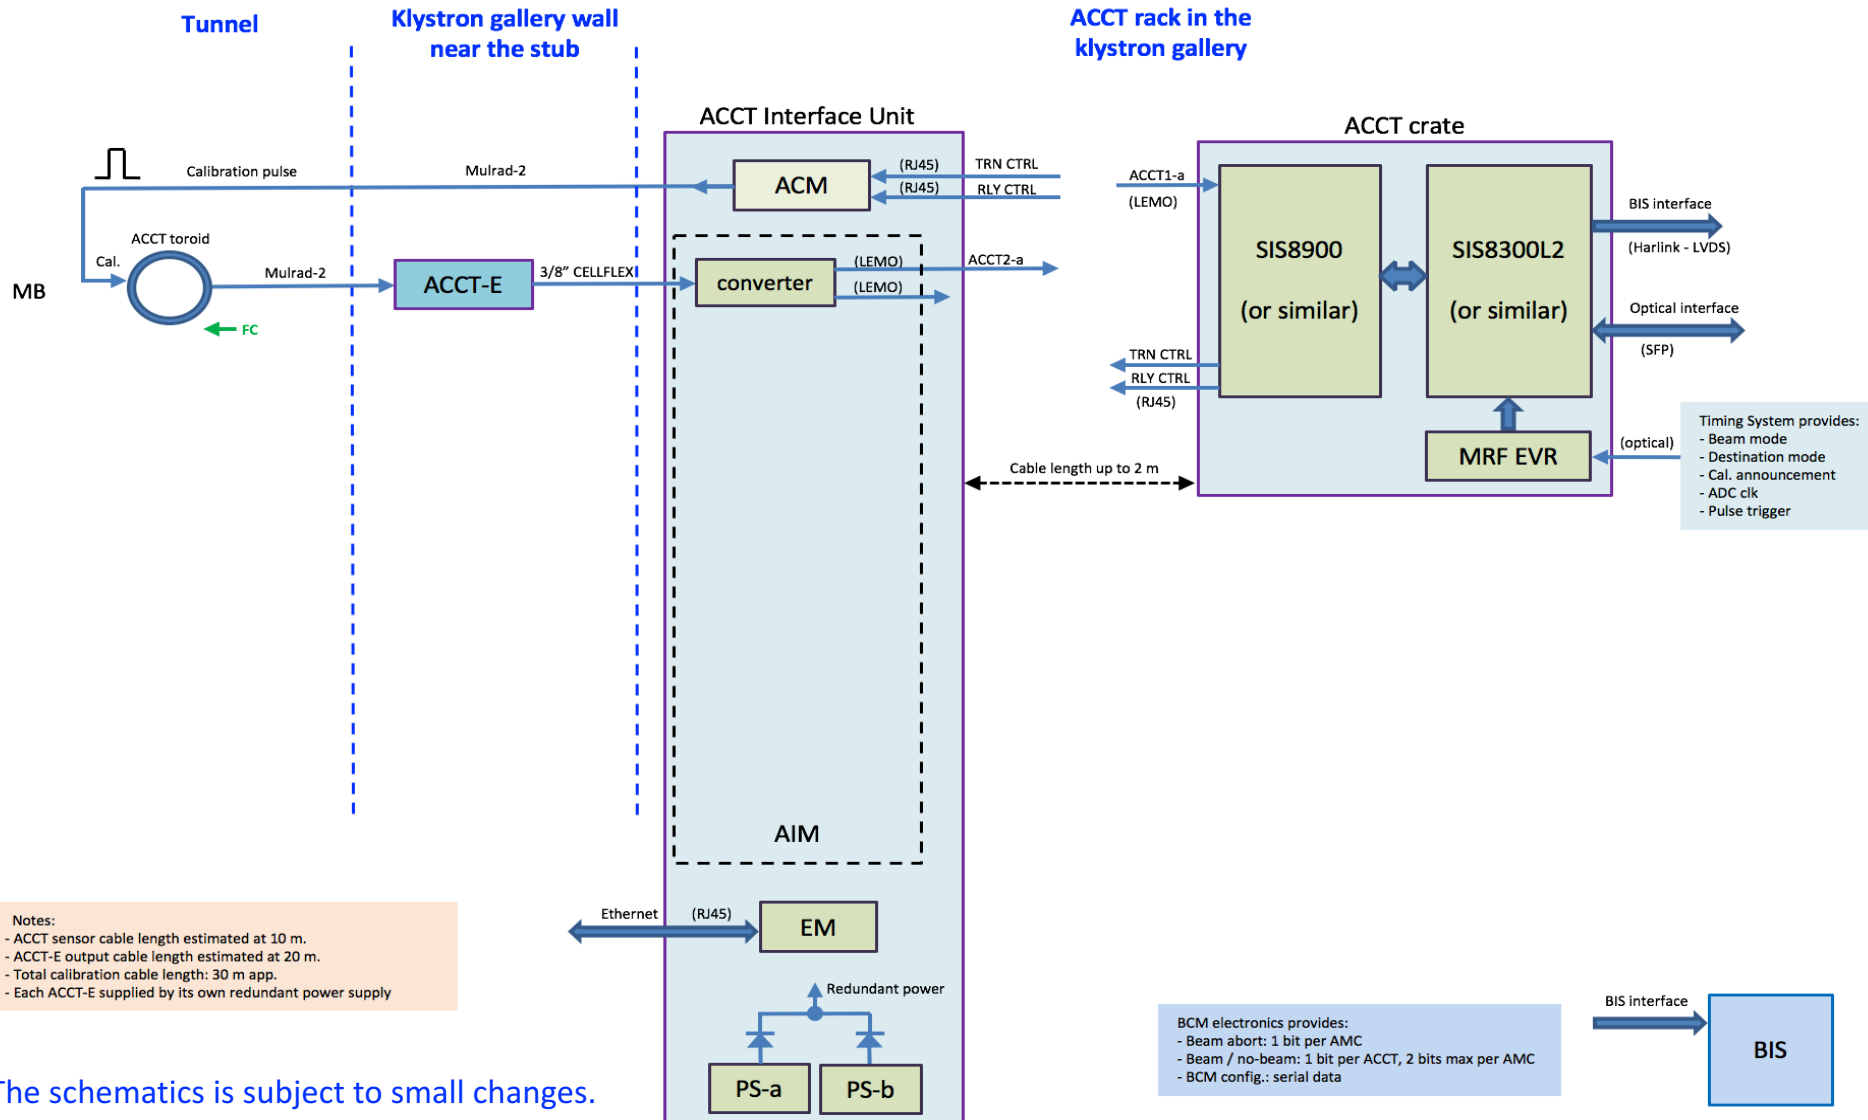 Tunnel
Klystron gallery wall
near the stub
ACCT rack in the
klystron gallery
ACCT Interface Unit
ACCT crate
Calibration pulse
Mulrad-2
ACM
(RJ45)
TRN CTRL
(RJ45)
RLY CTRL
ACCT1-a
(LEMO)
SIS8900
(or similar)
SIS8300L2
(or similar)
BIS interface
(Harlink - LVDS)
Optical interface
(SFP)
ACCT toroid
Cal.
MB
Mulrad-2
ACCT-E
3/8” CELLFLEX
converter
(LEMO)
ACCT2-a
(LEMO)
FC
TRN CTRL
RLY CTRL
(RJ45)
MRF EVR
(optical)
Timing System provides:
- Beam mode
- Destination mode
- Cal. announcement
- ADC clk
- Pulse trigger
Cable length up to 2 m
AIM
Ethernet
(RJ45)
EM
Notes:
- ACCT sensor cable length estimated at 10 m.
- ACCT-E output cable length estimated at 20 m.
- Total calibration cable length: 30 m app.
- Each ACCT-E supplied by its own redundant power supply
Redundant power
PS-a
PS-b
BCM electronics provides:
- Beam abort: 1 bit per AMC
- Beam / no-beam: 1 bit per ACCT, 2 bits max per AMC
- BCM config.: serial data
BIS interface
BIS
The schematics is subject to small changes.